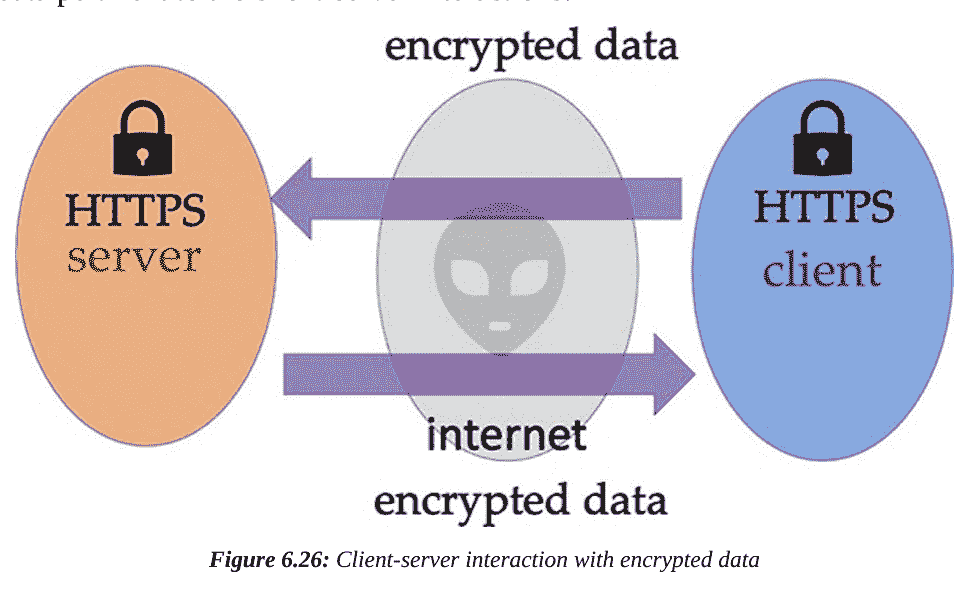 encrypted data
HTTPS
server
HTTPS
client
internet
encrypted data
Figure 6.26: Client-server interaction with encrypted data